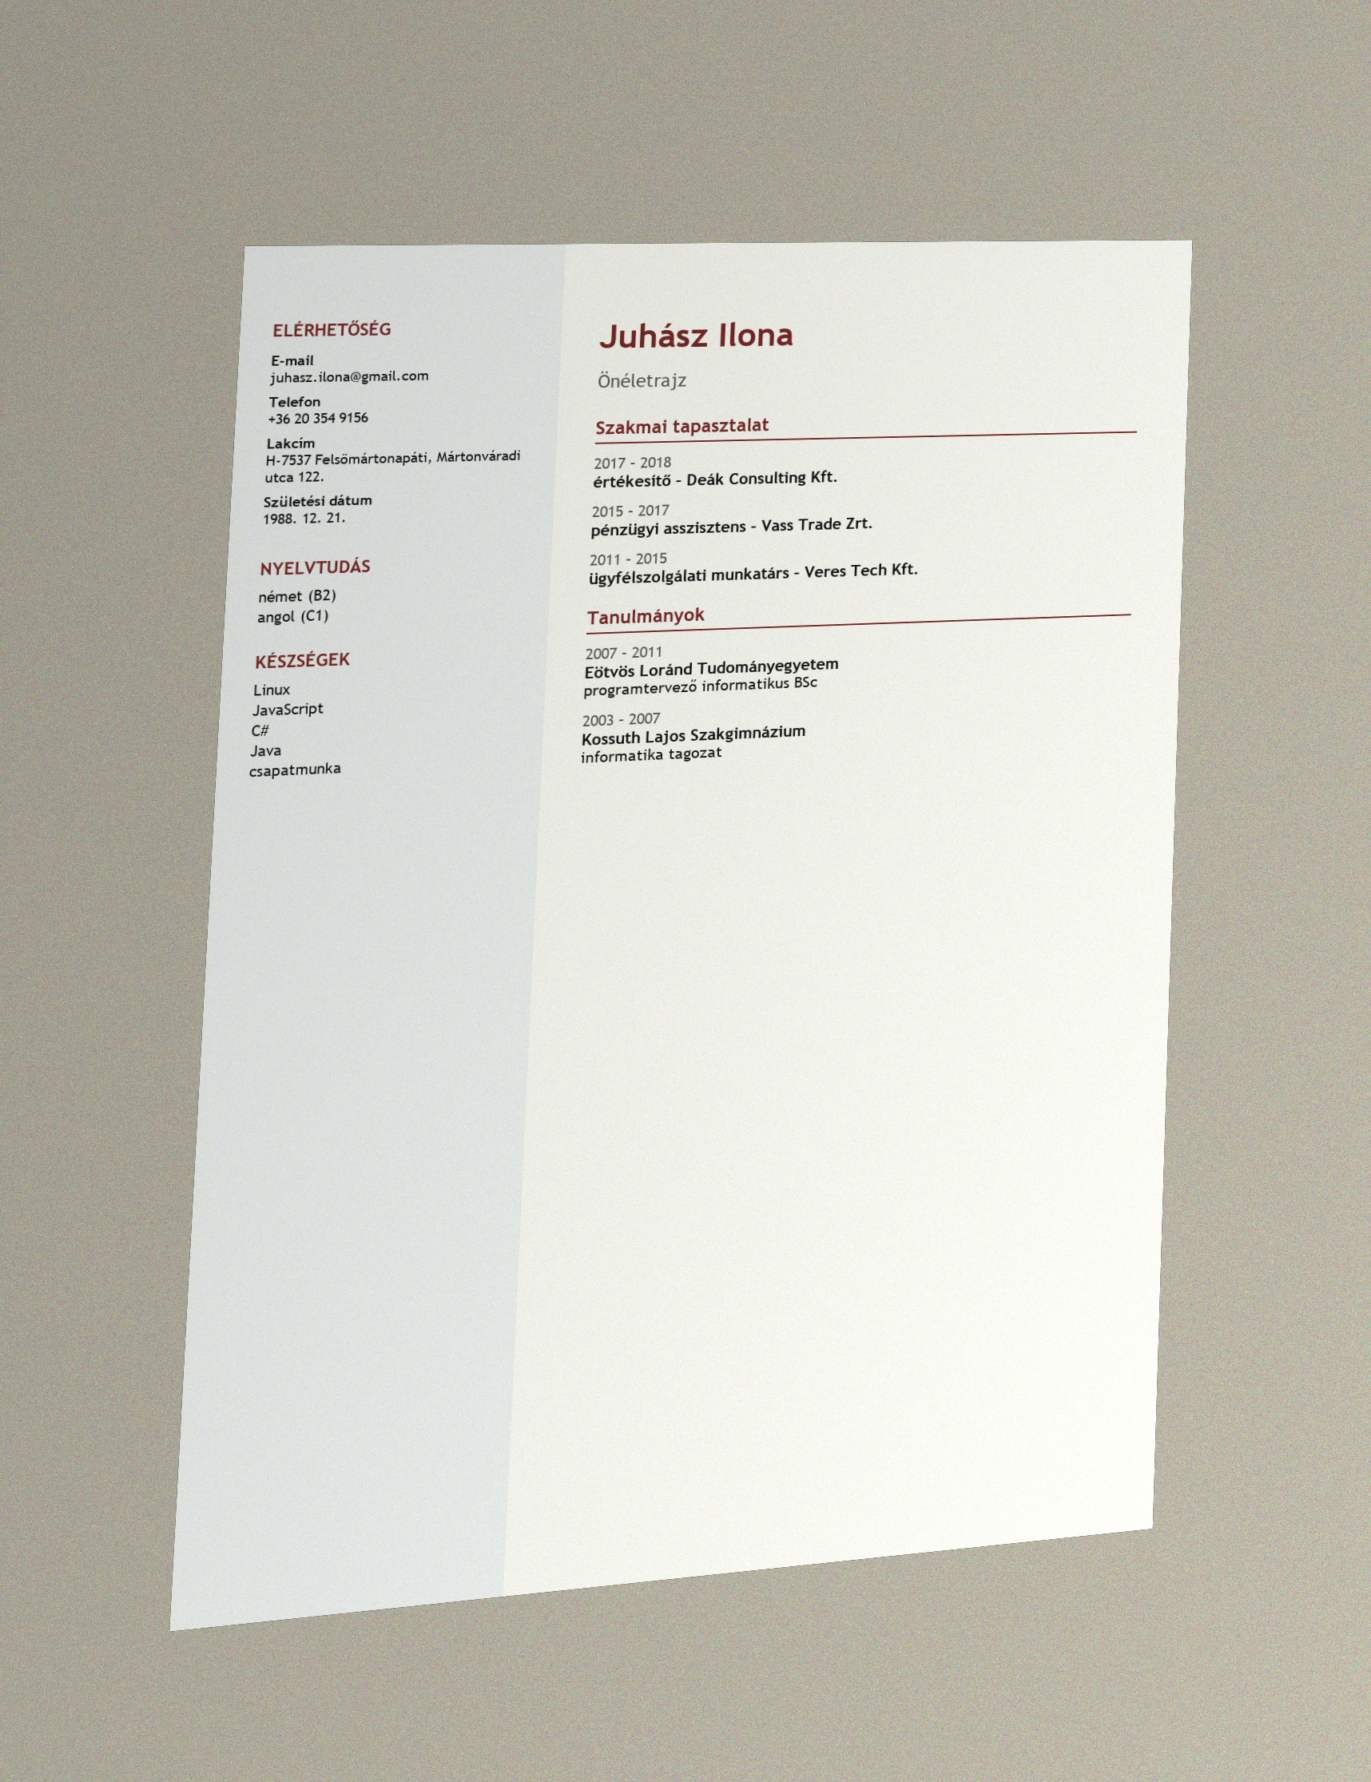 ELÉRHETŐSÉG
E-mail
juhasz.ilona@gmail.com
Telefon
+36 20 354 9156
Lakcím
H-7537 Felsőmártonapáti, Mártonváradi
utca 122.
Születési dátum
1988. 12. 21.
NYELVTUDÁS
német (B2)
angol (C1)
KÉSZSÉGEK
Linux
JavaScript
C#
Java
csapatmunka
Juhász Ilona
Önéletrajz
Szakmai tapasztalat
2017 - 2018
értékesítő - Deák Consulting Kft.
2015 - 2017
pénzügyi asszisztens - Vass Trade Zrt.
2011 - 2015
ügyfélszolgálati munkatárs - Veres Tech Kft.
Tanulmányok
2007 - 2011
Eötvös Loránd Tudományegyetem
programtervező informatikus BSc
2003 - 2007
Kossuth Lajos Szakgimnázium
informatika tagozat